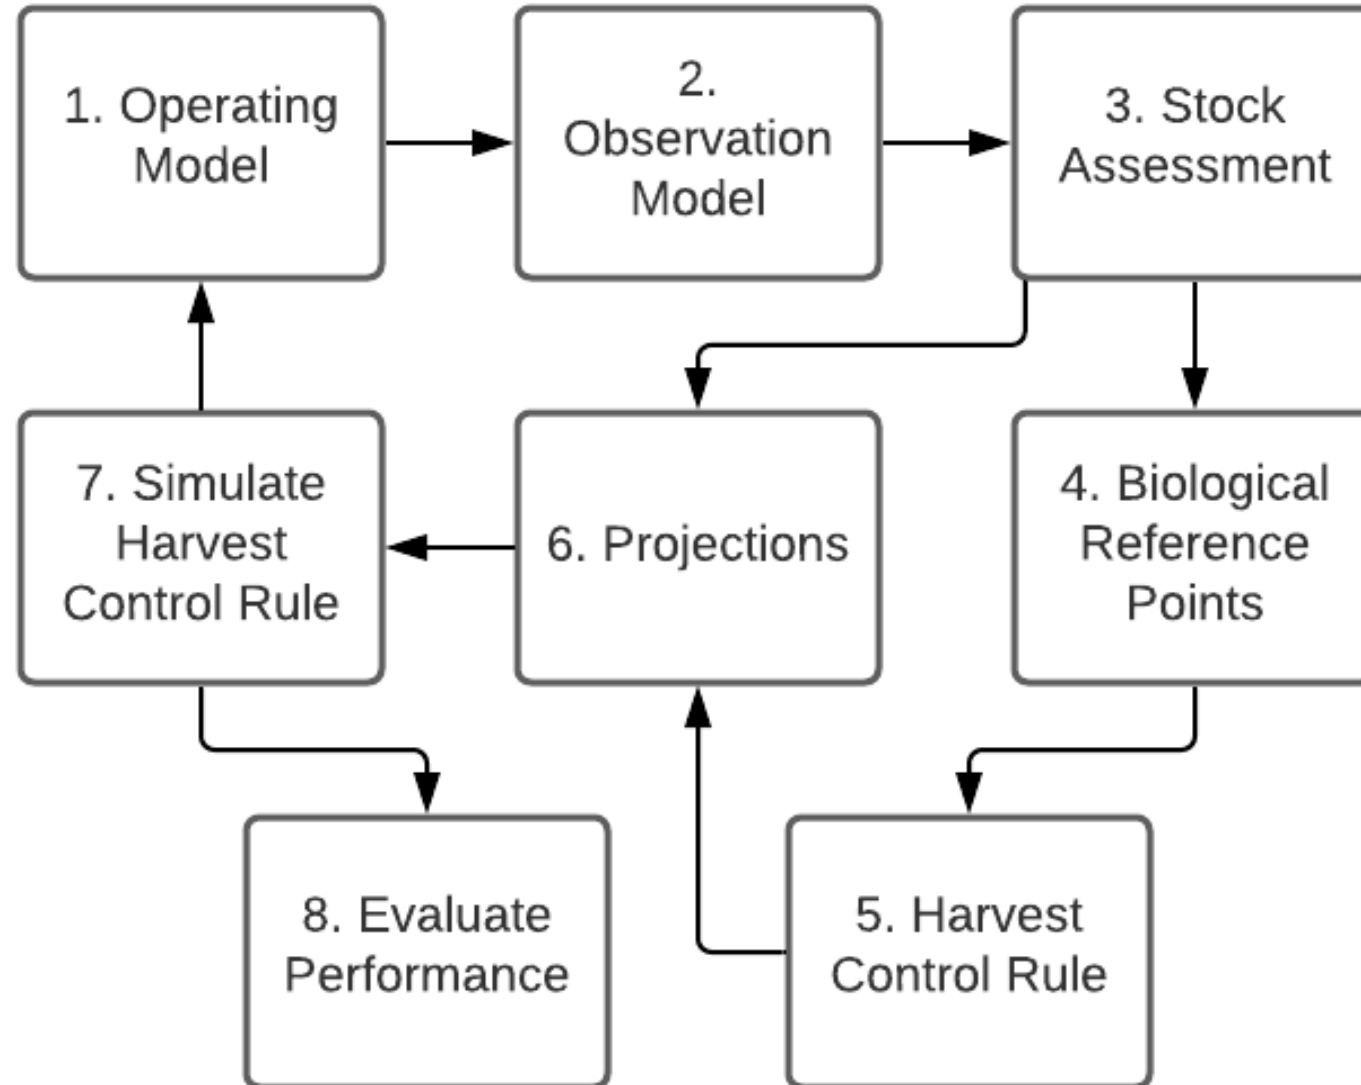 1. Operating
Model
2.
Observation
Model
3. Stock
Assessment
7. Simulate
Harvest
Control Rule
6. Projections
4. Biological
Reference
Points
8. Evaluate
Performance
5. Harvest
Control Rule